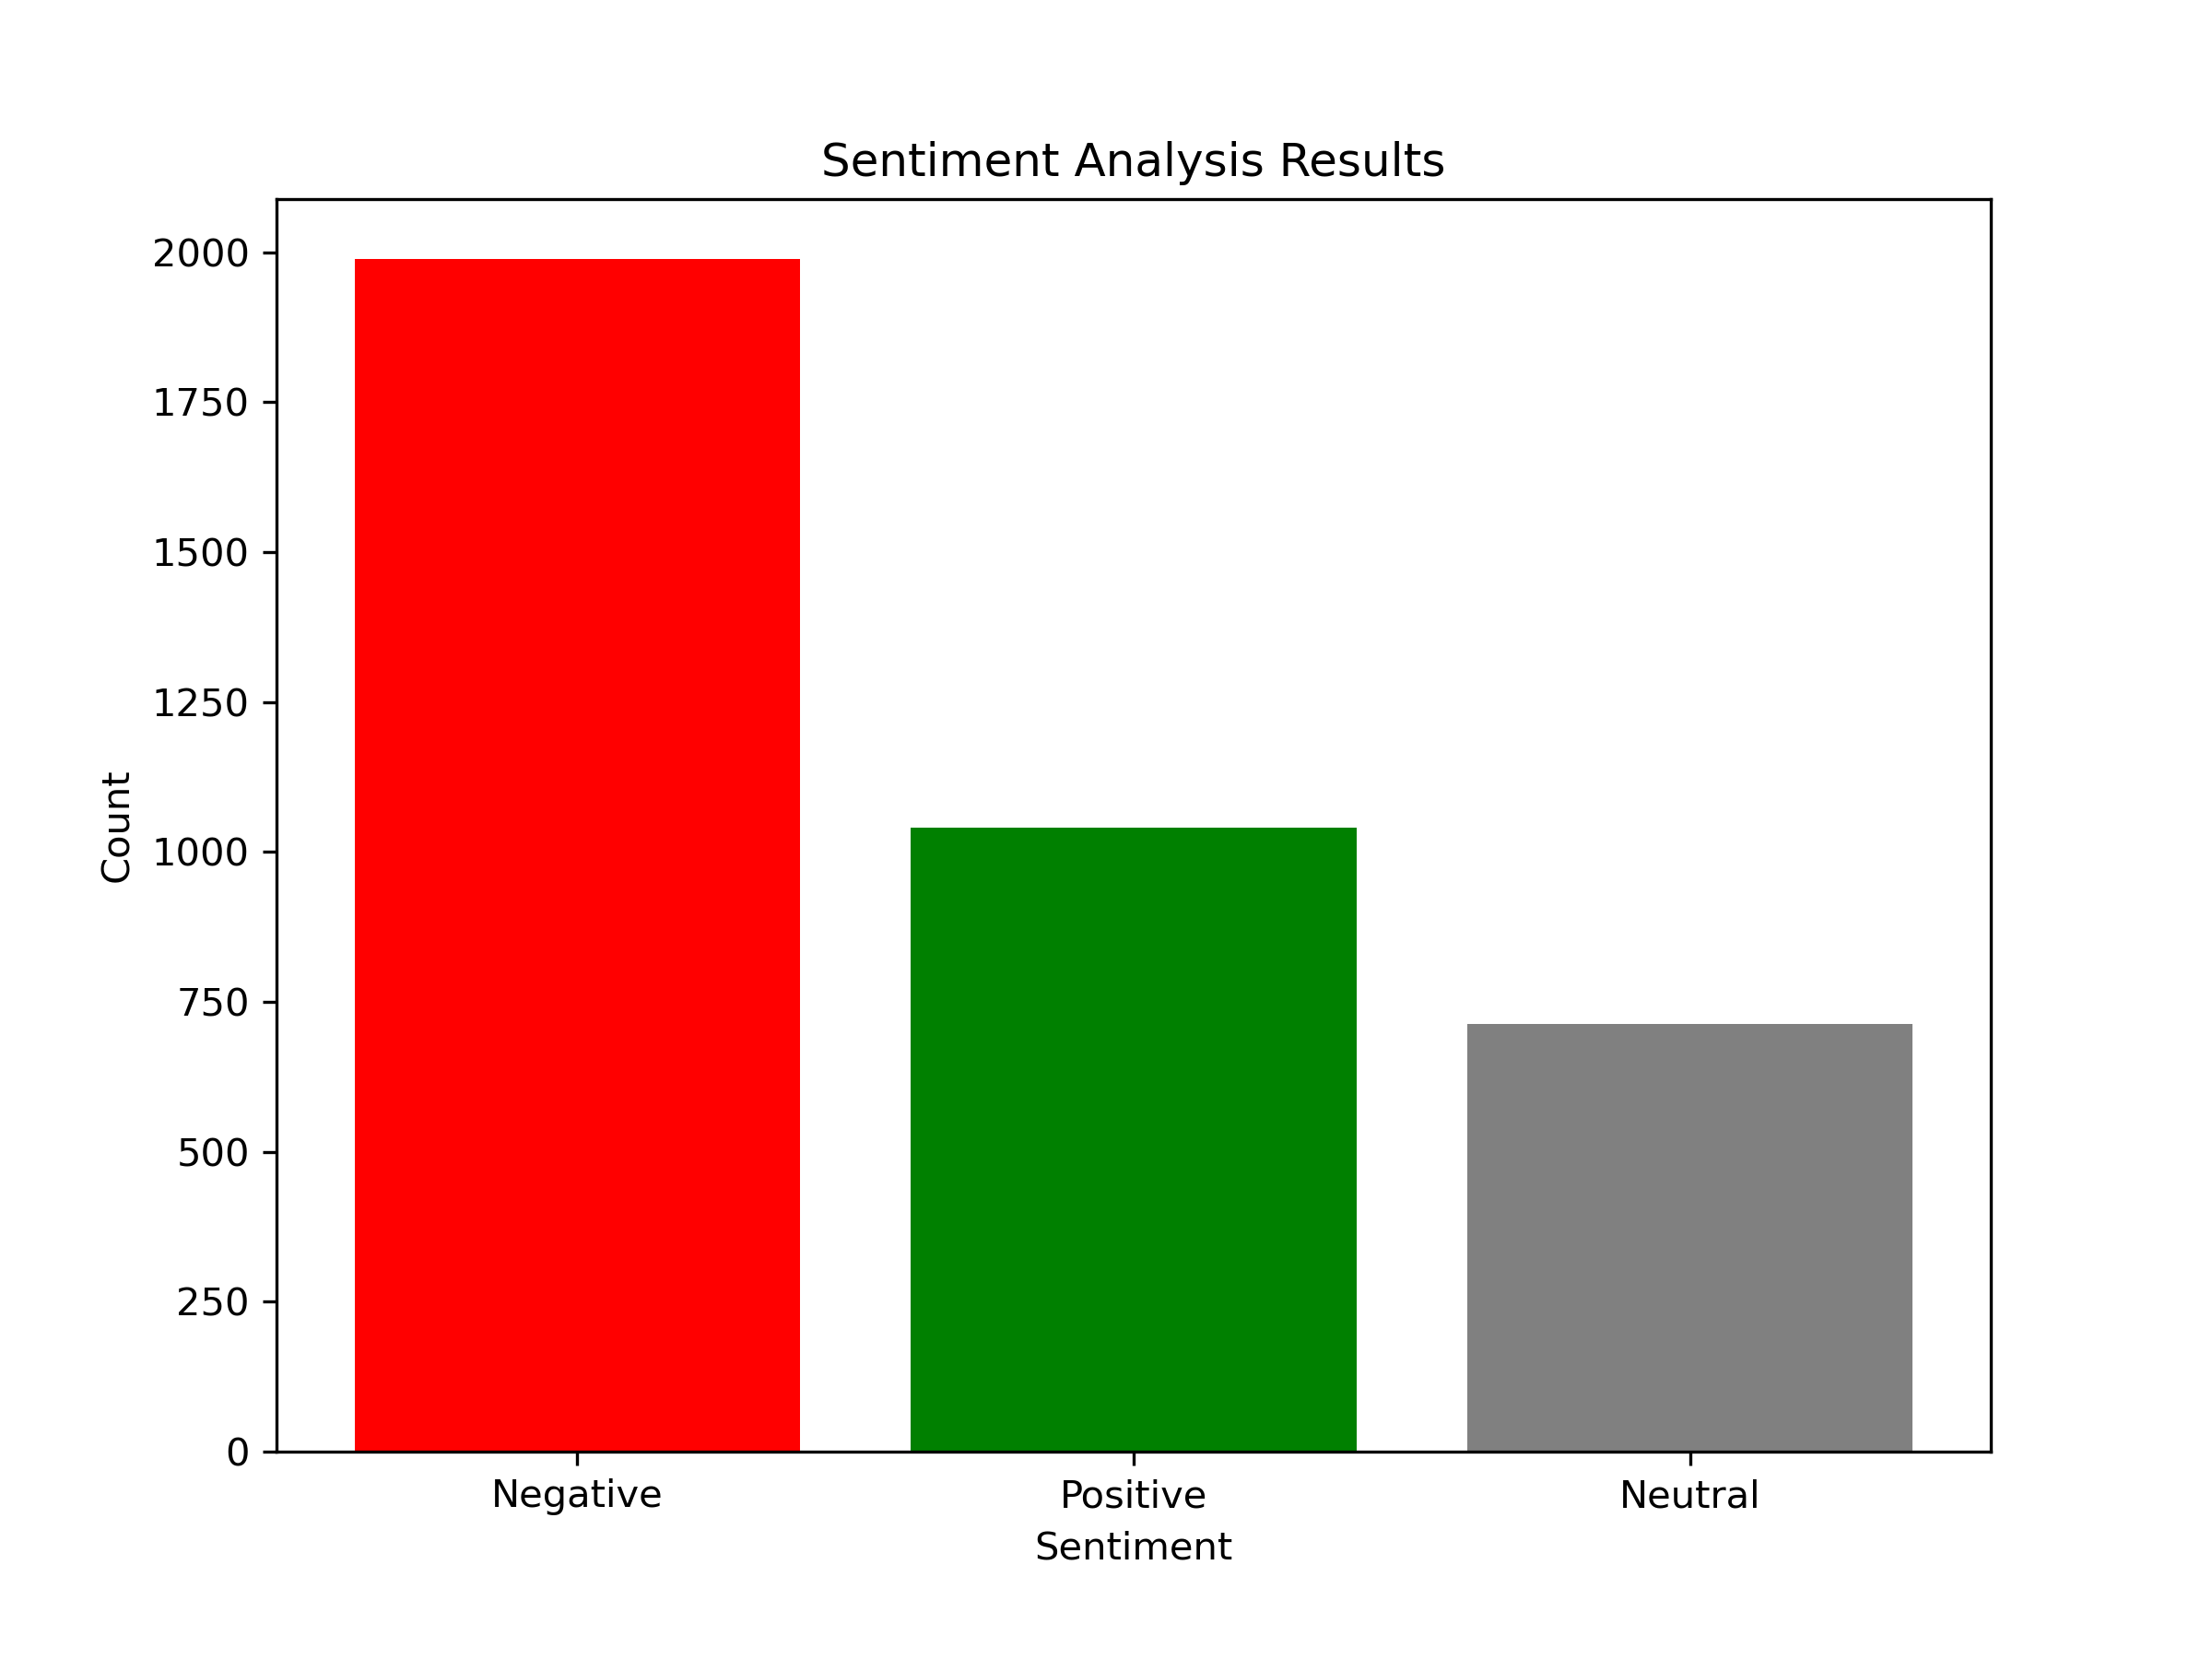 Sentiment Analysis Results
2000
1750
1500
1250
1000
750
500
250
0
Count
Negative
Positive
Neutral
Sentiment